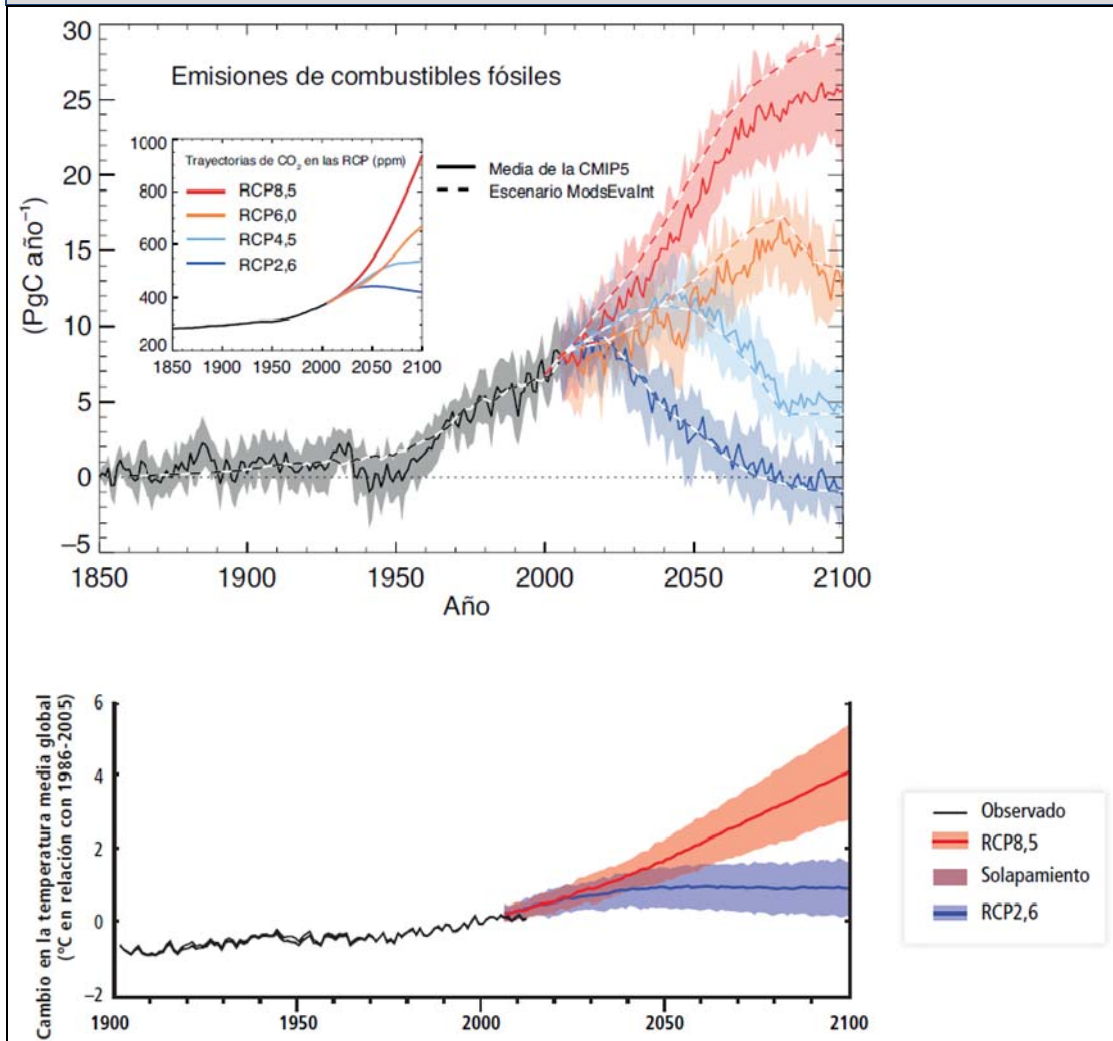 30
25
20
15
10
5
0
−5
(PgC año⁻¹)
Emisiones de combustibles fósiles
1000
800
600
400
200
Trayectorias de CO₂ en las RCP (ppm)
RCP8,5
RCP6,0
RCP4,5
RCP2,6
1850 1900 1950 2000 2050 2100
Media de la CMIP5
Escenario ModsEvaInt
1850 1900 1950 2000 2050 2100
Año
Cambio en la temperatura media global
(°C en relación con 1986-2005)
6
4
2
0
−2
1900 1950 2000 2050 2100
Observado
RCP8,5
Solapamiento
RCP2,6